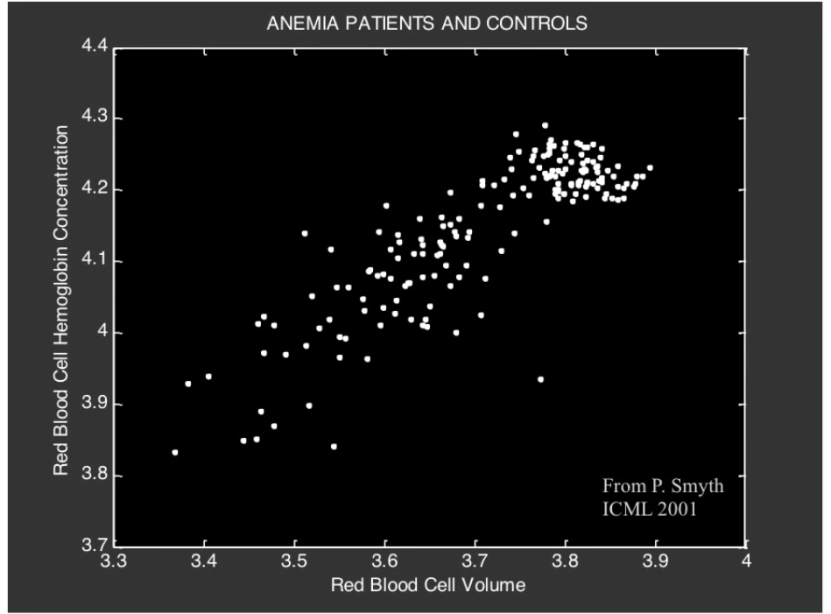 ANEMIA PATIENTS AND CONTROLS
4.4
4.3
4.2
4.1
4
3.9
3.8
3.7
Red Blood Cell Hemoglobin Concentration
From P. Smyth
ICML 2001
3.3 3.4 3.5 3.6 3.7 3.8 3.9 4
Red Blood Cell Volume